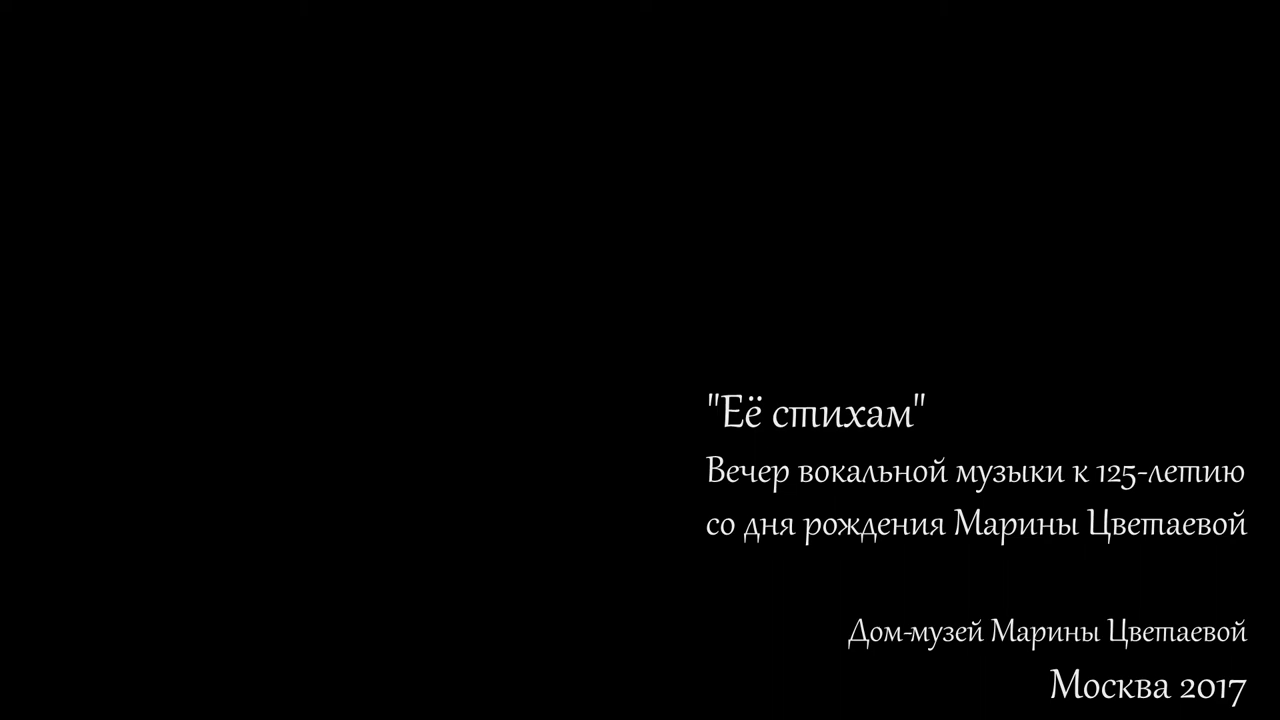 "Её стихам"
Вечер вокальной музыки к 125-летию
со дня рождения Марины Цветаевой
Дом-музей Марины Цветаевой
Москва 2017